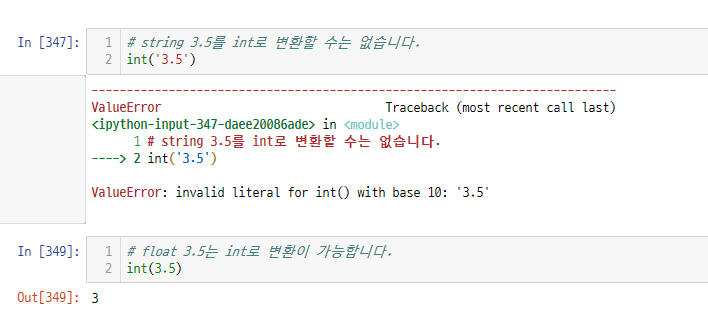 In [347]:
1 # string 3.5를 int로 변환할 수는 없습니다.
2 int('3.5')
---------------------------------------------------------------------------
ValueError                                Traceback (most recent call last)
<ipython-input-347-daee20086ade> in <module>
      1 # string 3.5를 int로 변환할 수는 없습니다.
----> 2 int('3.5')

ValueError: invalid literal for int() with base 10: '3.5'
In [349]:
1 # float 3.5는 int로 변환이 가능합니다.
2 int(3.5)
Out[349]: 3